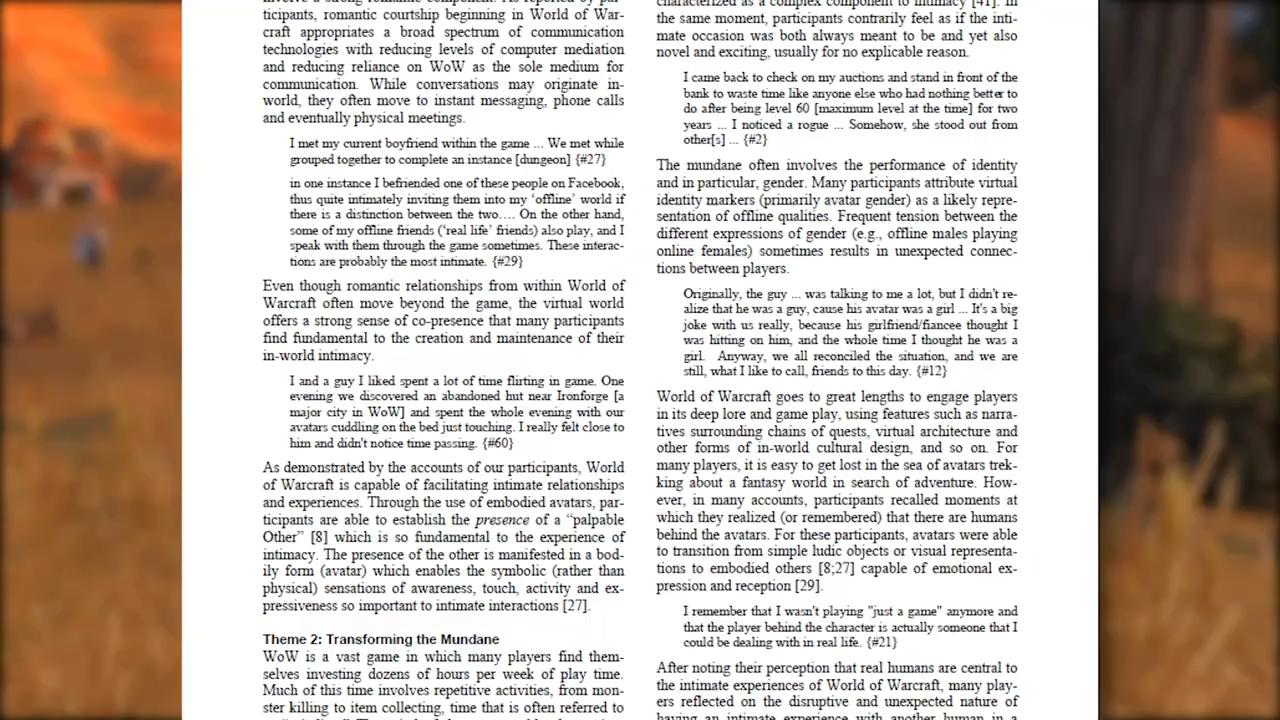 involve a strong romantic component. As reported by par-
ticipants, romantic courtship beginning in World of War-
craft appropriates a broad spectrum of communication
technologies with reducing levels of computer mediation
and reducing reliance on WoW as the sole medium for
communication. While conversations may originate in-
world, they often move to instant messaging, phone calls
and eventually physical meetings.
I met my current boyfriend within the game ... We met while
grouped together to complete an instance [dungeon] {#27}
in one instance I befriended one of these people on Facebook,
thus quite intimately inviting them into my 'offline' world if
there is a distinction between the two.... On the other hand,
some of my offline friends ('real life' friends) also play, and I
speak with them through the game sometimes. These interac-
tions are probably the most intimate. {#29}
Even though romantic relationships from within World of
Warcraft often move beyond the game, the virtual world
offers a strong sense of co-presence that many participants
find fundamental to the creation and maintenance of their
in-world intimacy.
I and a guy I liked spent a lot of time flirting in game. One
evening we discovered an abandoned hut near Ironforge [a
major city in WoW] and spent the whole evening with our
avatars cuddling on the bed just touching. I really felt close to
him and didn't notice time passing. {#60}
As demonstrated by the accounts of our participants, World
of Warcraft is capable of facilitating intimate relationships
and experiences. Through the use of embodied avatars, par-
ticipants are able to establish the presence of a "palpable
Other" [8] which is so fundamental to the experience of
intimacy. The presence of the other is manifested in a bod-
ily form (avatar) which enables the symbolic (rather than
physical) sensations of awareness, touch, activity and ex-
pressiveness so important to intimate interactions [27].
Theme 2: Transforming the Mundane
WoW is a vast game in which many players find them-
selves investing dozens of hours per week of play time.
Much of this time involves repetitive activities, from mon-
ster killing to item collecting, time that is often referred to
characterized as a complex component to intimacy [41]. In
the same moment, participants contrarily feel as if the inti-
mate occasion was both always meant to be and yet also
novel and exciting, usually for no explicable reason.
I came back to check on my auctions and stand in front of the
bank to waste time like anyone else who had nothing better to
do after being level 60 [maximum level at the time] for two
years ... I noticed a rogue ... Somehow, she stood out from
other[s] ... {#2}
The mundane often involves the performance of identity
and in particular, gender. Many participants attribute virtual
identity markers (primarily avatar gender) as a likely repre-
sentation of offline qualities. Frequent tension between the
different expressions of gender (e.g., offline males playing
online females) sometimes results in unexpected connec-
tions between players.
Originally, the guy ... was talking to me a lot, but I didn't re-
alize that he was a guy, cause his avatar was a girl ... It's a big
joke with us really, because his girlfriend/fiancee thought I
was hitting on him, and the whole time I thought he was a
girl. Anyway, we all reconciled the situation, and we are
still, what I like to call, friends to this day. {#12}
World of Warcraft goes to great lengths to engage players
in its deep lore and game play, using features such as narra-
tives surrounding chains of quests, virtual architecture and
other forms of in-world cultural design, and so on. For
many players, it is easy to get lost in the sea of avatars trek-
king about a fantasy world in search of adventure. How-
ever, in many accounts, participants recalled moments at
which they realized (or remembered) that there are humans
behind the avatars. For these participants, avatars were able
to transition from simple ludic objects or visual representa-
tions to embodied others [8;27] capable of emotional ex-
pression and reception [29].
I remember that I wasn't playing "just a game" anymore and
that the player behind the character is actually someone that I
could be dealing with in real life. {#21}
After noting their perception that real humans are central to
the intimate experiences of World of Warcraft, many play-
ers reflected on the disruptive and unexpected nature of
having an intimate experience with another human in a